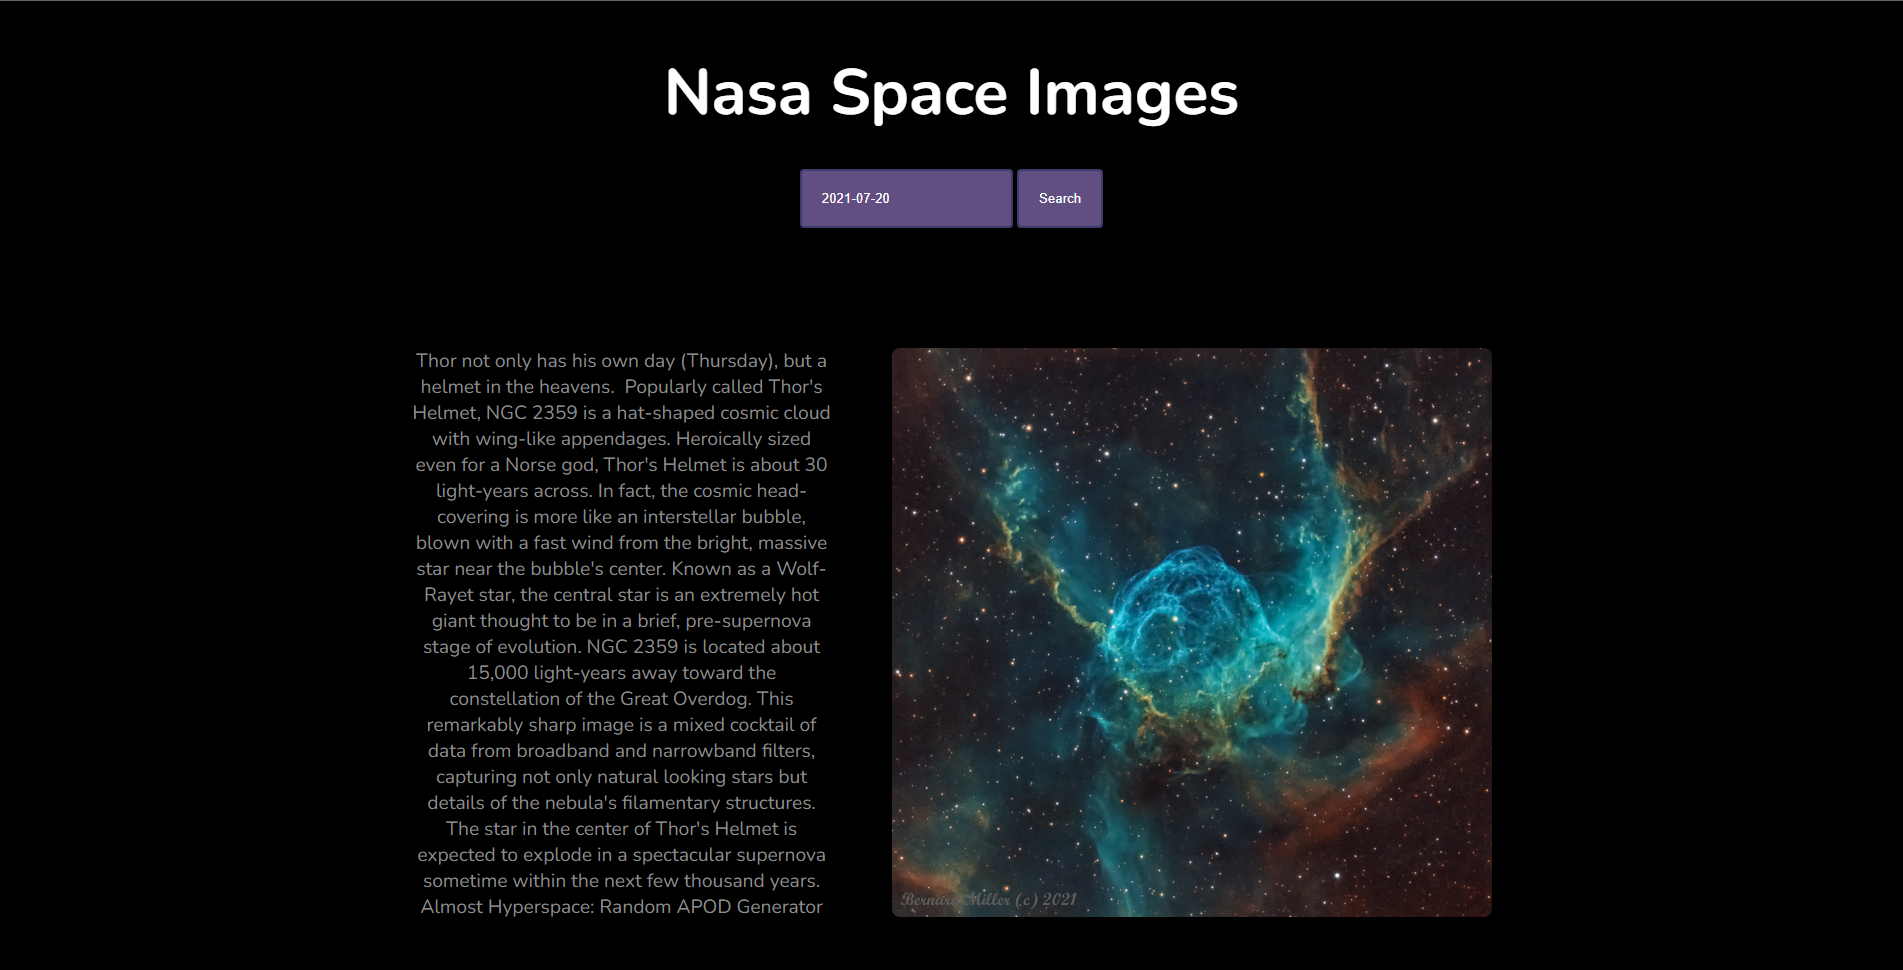 Nasa Space Images
2021-07-20
Search
Thor not only has his own day (Thursday), but a
helmet in the heavens.  Popularly called Thor's
Helmet, NGC 2359 is a hat-shaped cosmic cloud
with wing-like appendages. Heroically sized
even for a Norse god, Thor's Helmet is about 30
light-years across. In fact, the cosmic head-
covering is more like an interstellar bubble,
blown with a fast wind from the bright, massive
star near the bubble's center. Known as a Wolf-
Rayet star, the central star is an extremely hot
giant thought to be in a brief, pre-supernova
stage of evolution. NGC 2359 is located about
15,000 light-years away toward the
constellation of the Great Overdog. This
remarkably sharp image is a mixed cocktail of
data from broadband and narrowband filters,
capturing not only natural looking stars but
details of the nebula's filamentary structures.
The star in the center of Thor's Helmet is
expected to explode in a spectacular supernova
sometime within the next few thousand years.
Almost Hyperspace: Random APOD Generator
Bernard Miller (c) 2021